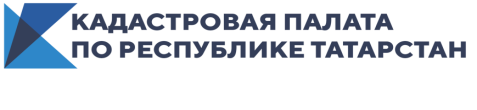 КАДАСТРОВАЯ ПАЛАТА
ПО РЕСПУБЛИКЕ ТАТАРСТАН